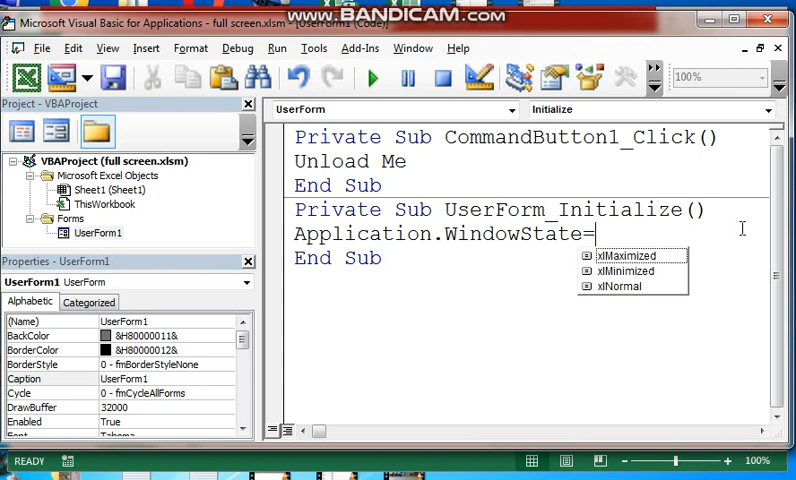 www.BANDICAM.com
Microsoft Visual Basic for Applications - full screen.xlsm - [UserForm1 (Code)]
File Edit View Insert Format Debug Run Tools Add-Ins Window Help
100%
Project - VBAProject
VBAProject (full screen.xlsm)
Microsoft Excel Objects
Sheet1 (Sheet1)
ThisWorkbook
Forms
UserForm1
Properties - UserForm1
UserForm1 UserForm
Alphabetic Categorized
(Name) UserForm1
BackColor &H80000011&
BorderColor &H80000012&
BorderStyle 0 - fmBorderStyleNone
Caption UserForm1
Cycle 0 - fmCycleAllForms
DrawBuffer 32000
Enabled True
Font Tahoma
UserForm Initialize
Private Sub CommandButton1_Click()
Unload Me
End Sub
Private Sub UserForm_Initialize()
Application.WindowState=
xlMaximized
xlMinimized
xlNormal
End Sub
READY 100%